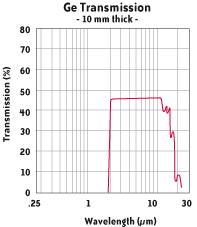 Ge Transmission
- 10 mm thick -
Transmission (%)
80
70
60
50
40
30
20
10
0
.25 1 10 30
Wavelength (µm)